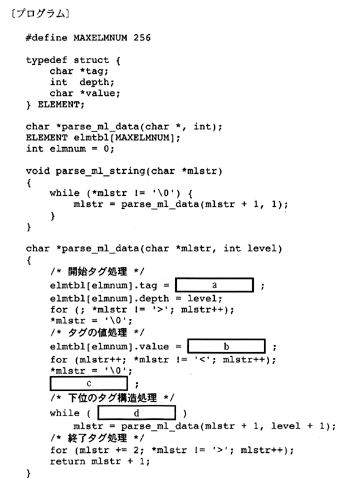 〔プログラム〕
#define MAXELMNUM 256
typedef struct {
char *tag;
int depth;
char *value;
} ELEMENT;
char *parse_ml_data(char *, int);
ELEMENT elmtbl[MAXELMNUM];
int elmnum = 0;
void parse_ml_string(char *mlstr)
{
while (*mlstr != '\0') {
mlstr = parse_ml_data(mlstr + 1, 1);
}
}
char *parse_ml_data(char *mlstr, int level)
{
/* 開始タグ処理 */
elmtbl[elmnum].tag = a ;
elmtbl[elmnum].depth = level;
for (; *mlstr != '>'; mlstr++);
*mlstr = '\0';
/* タグの値処理 */
elmtbl[elmnum].value = b ;
for (mlstr++; *mlstr != '<'; mlstr++);
*mlstr = '\0';
c ;
/* 下位のタグ構造処理 */
while ( d )
mlstr = parse_ml_data(mlstr + 1, level + 1);
/* 終了タグ処理 */
for (mlstr += 2; *mlstr != '>'; mlstr++);
return mlstr + 1;
}